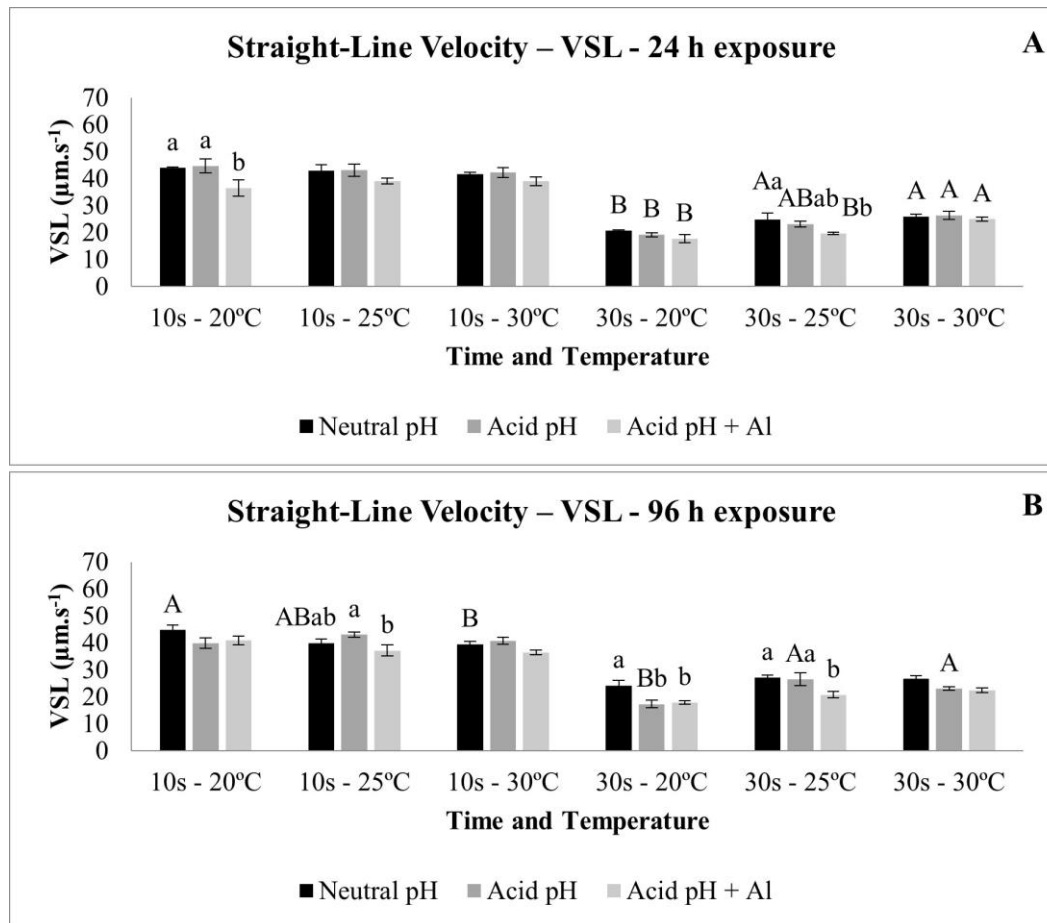 Straight-Line Velocity – VSL - 24 h exposure
A
VSL (µm.s-1)
70
60
50
40
30
20
10
0
a a b
B B B
Aa ABab Bb
A A A
10s - 20ºC 10s - 25ºC 10s - 30ºC 30s - 20ºC 30s - 25ºC 30s - 30ºC
Time and Temperature
Neutral pH Acid pH Acid pH + Al
Straight-Line Velocity – VSL - 96 h exposure
B
VSL (µm.s-1)
70
60
50
40
30
20
10
0
A
ABab a b
B
a Bb b
a Aa b
A
10s - 20ºC 10s - 25ºC 10s - 30ºC 30s - 20ºC 30s - 25ºC 30s - 30ºC
Time and Temperature
Neutral pH Acid pH Acid pH + Al